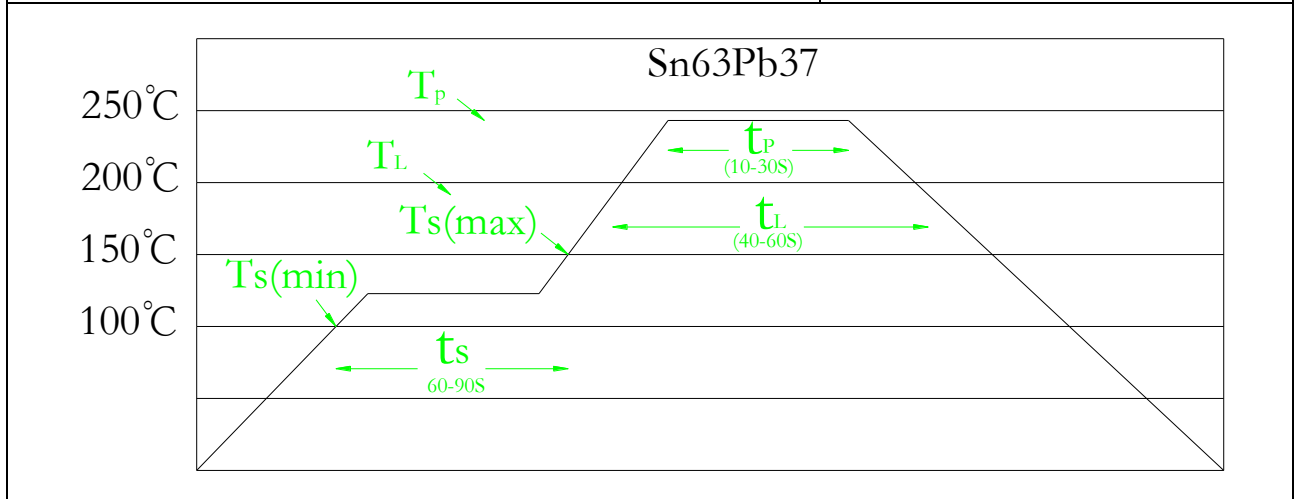 Sn63Pb37
Tp
250℃
tP
(10-30S)
TL
200℃
Ts(max)
tL
(40-60S)
150℃
Ts(min)
100℃
ts
60-90S